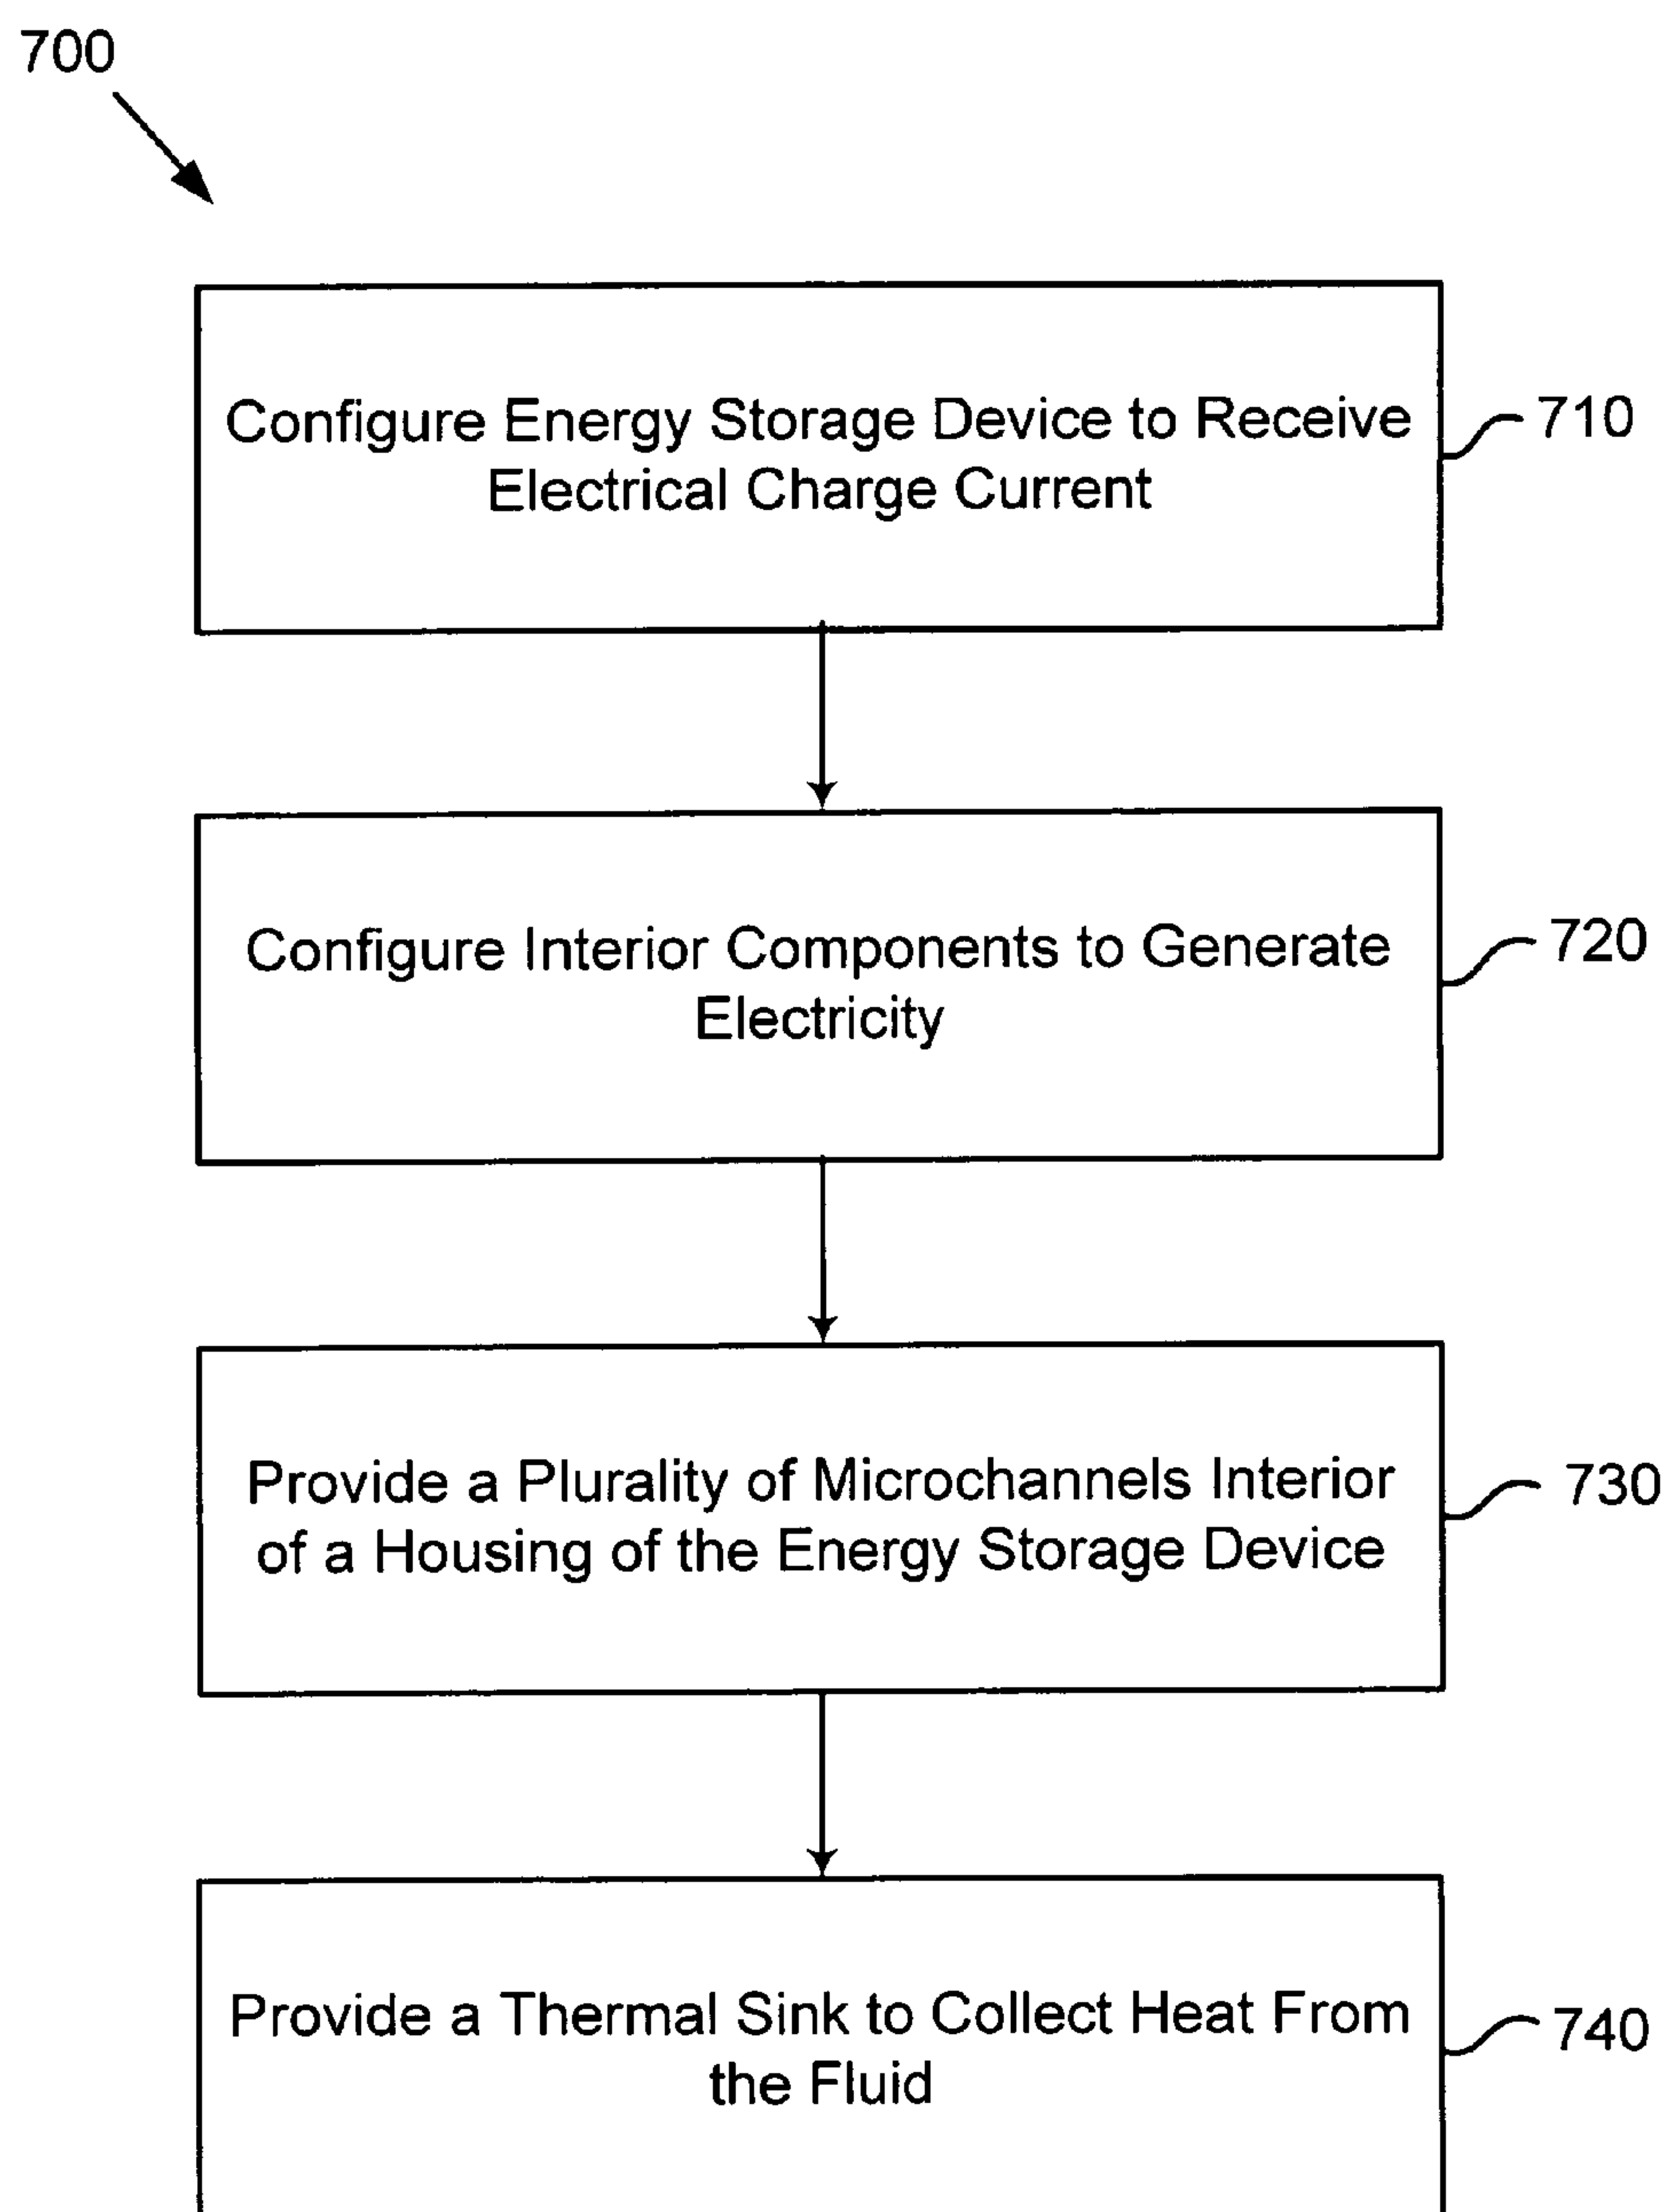 700
Configure Energy Storage Device to Receive
Electrical Charge Current
710
Configure Interior Components to Generate
Electricity
720
Provide a Plurality of Microchannels Interior
of a Housing of the Energy Storage Device
730
Provide a Thermal Sink to Collect Heat From
the Fluid
740